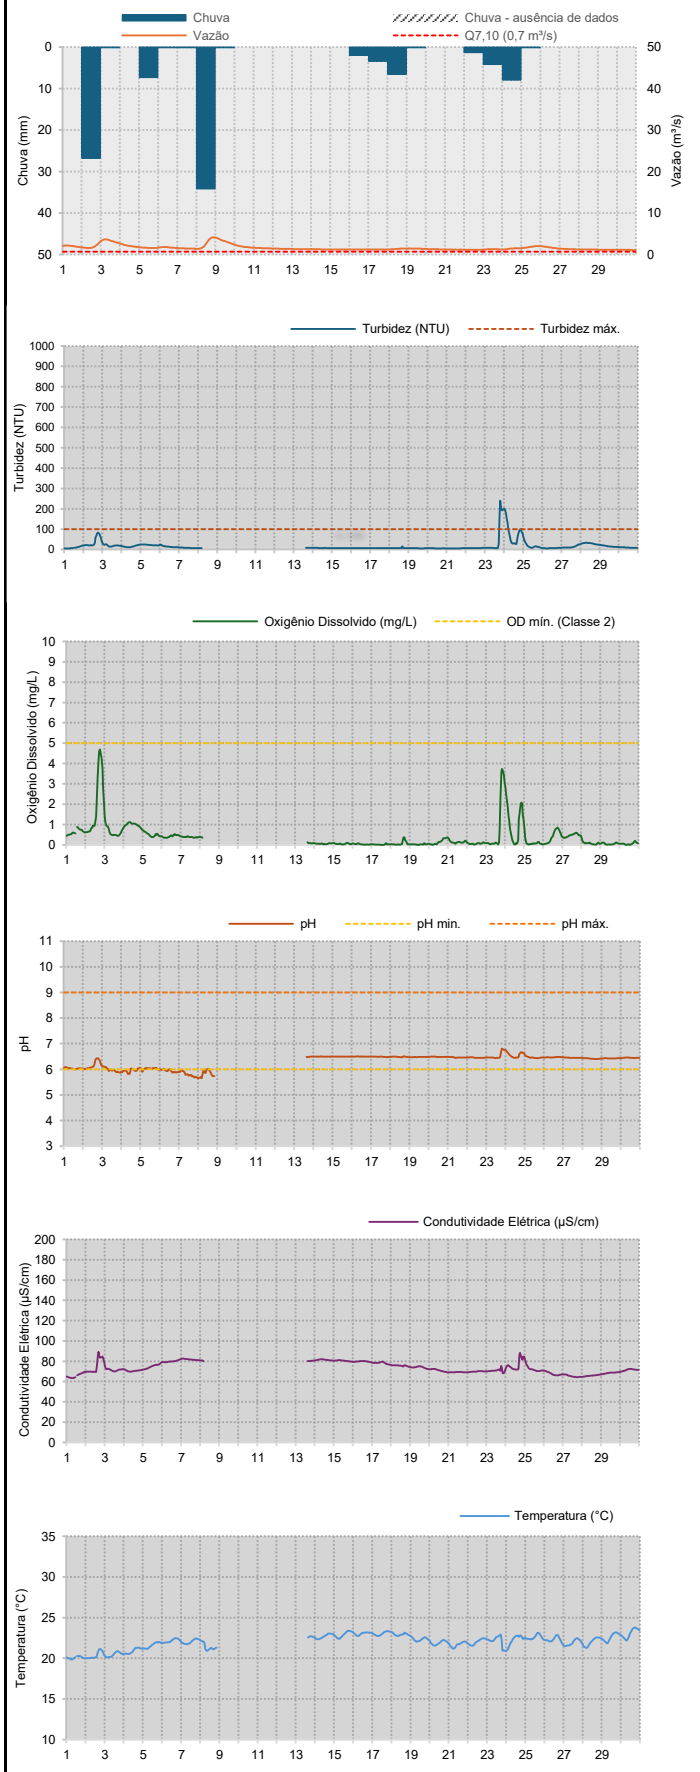 Chuva
Chuva - ausência de dados
Vazão
Q7,10 (0,7 m³/s)
Chuva (mm)
0
10
20
30
40
50
Vazão (m³/s)
50
40
30
20
10
0
1 3 5 7 9 11 13 15 17 19 21 23 25 27 29
Turbidez (NTU)
Turbidez máx.
Turbidez (NTU)
1000
900
800
700
600
500
400
300
200
100
0
1 3 5 7 9 11 13 15 17 19 21 23 25 27 29
Oxigênio Dissolvido (mg/L)
OD mín. (Classe 2)
Oxigênio Dissolvido (mg/L)
10
9
8
7
6
5
4
3
2
1
0
1 3 5 7 9 11 13 15 17 19 21 23 25 27 29
pH
pH min.
pH máx.
pH
11
10
9
8
7
6
5
4
3
1 3 5 7 9 11 13 15 17 19 21 23 25 27 29
Condutividade Elétrica (µS/cm)
Condutividade Elétrica (µS/cm)
200
180
160
140
120
100
80
60
40
20
0
1 3 5 7 9 11 13 15 17 19 21 23 25 27 29
Temperatura (°C)
Temperatura (°C)
35
30
25
20
15
10
1 3 5 7 9 11 13 15 17 19 21 23 25 27 29